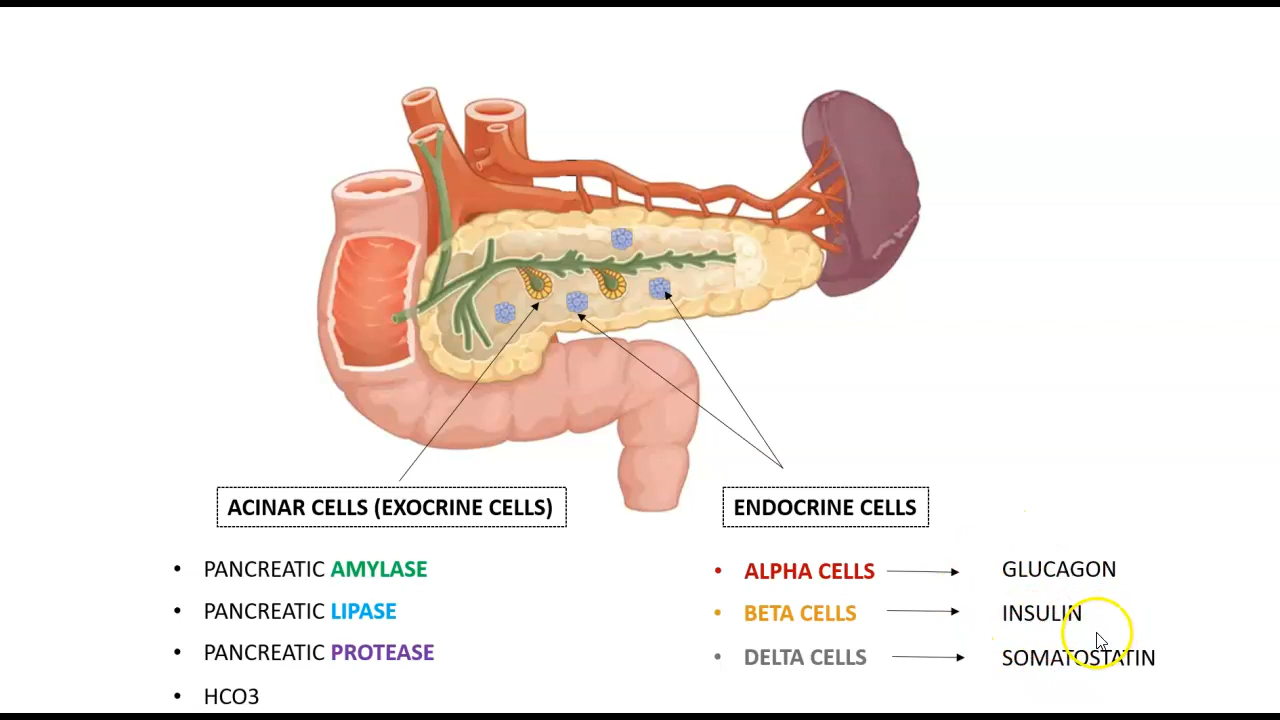 ACINAR CELLS (EXOCRINE CELLS)
• PANCREATIC AMYLASE
• PANCREATIC LIPASE
• PANCREATIC PROTEASE
• HCO3
ENDOCRINE CELLS
• ALPHA CELLS GLUCAGON
• BETA CELLS INSULIN
• DELTA CELLS SOMATOSTATIN